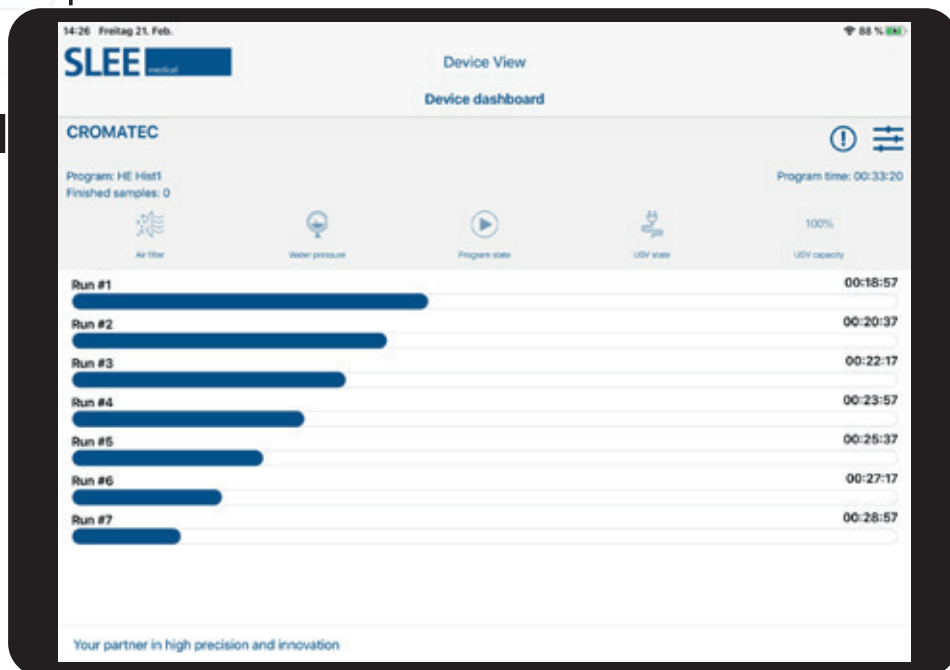 14:26 Freitag 21. Feb. 88 %
SLEE medical
Device View
Device dashboard
CROMATEC
Program: HE Hist1
Program time: 00:33:20
Finished samples: 0
100%
Air filter Water pressure Program state USV state USV capacity
Run #1 00:18:57
Run #2 00:20:37
Run #3 00:22:17
Run #4 00:23:57
Run #5 00:25:37
Run #6 00:27:17
Run #7 00:28:57
Your partner in high precision and innovation